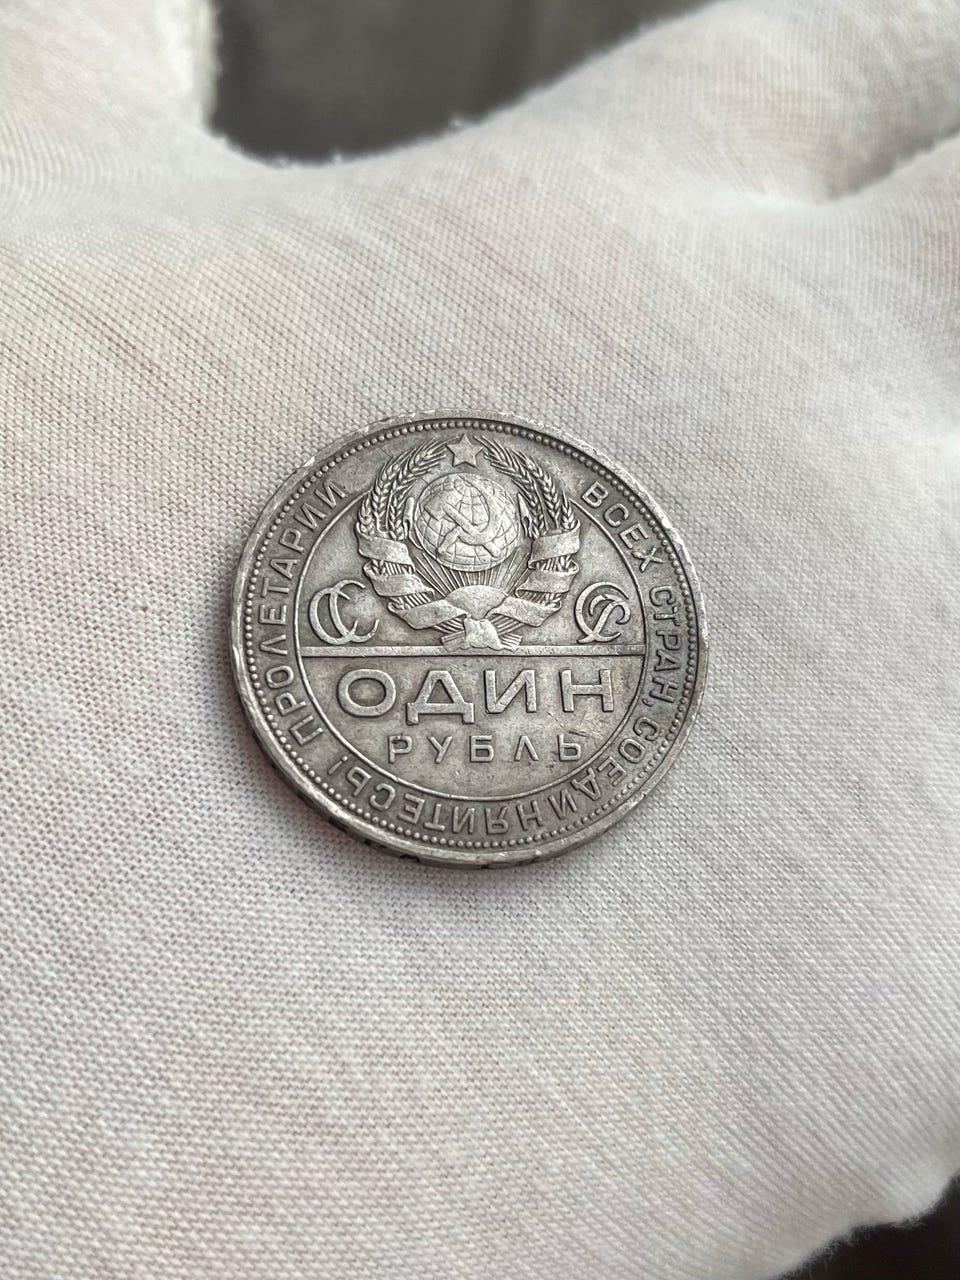 ПРОЛЕТАРИИ ВСЕХ СТРАН, СОЕДИНЯЙТЕСЬ!
СС СР
ОДИН
РУБЛЬ